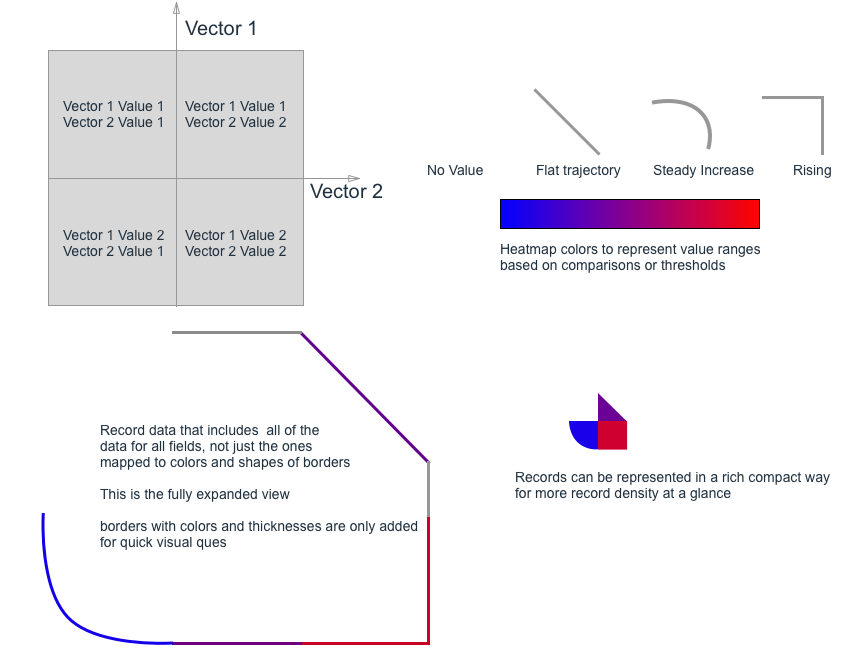 Vector 1
Vector 1 Value 1
Vector 2 Value 1
Vector 1 Value 1
Vector 2 Value 2
Vector 2
Vector 1 Value 2
Vector 2 Value 1
Vector 1 Value 2
Vector 2 Value 2
No Value
Flat trajectory
Steady Increase
Rising
Heatmap colors to represent value ranges
based on comparisons or thresholds
Record data that includes  all of the
data for all fields, not just the ones
mapped to colors and shapes of borders
This is the fully expanded view
borders with colors and thicknesses are only added
for quick visual ques
Records can be represented in a rich compact way
for more record density at a glance